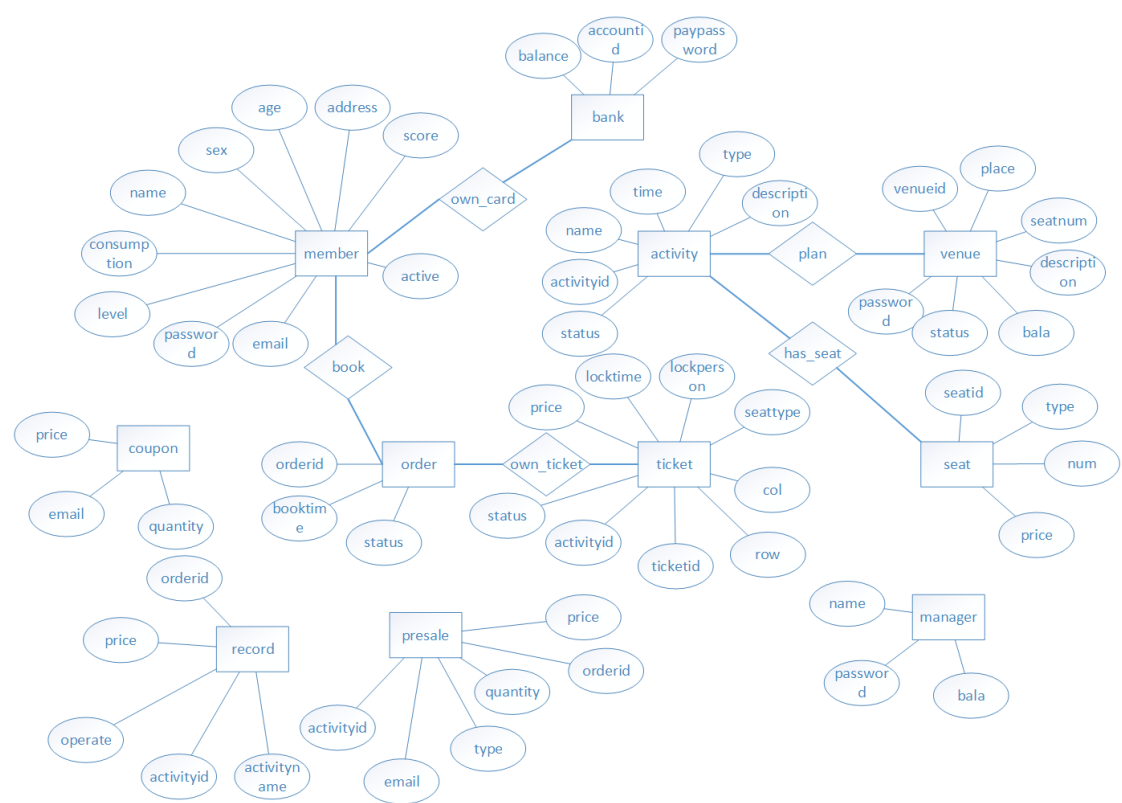 accounti
d
paypass
word
balance
bank
age
address
score
sex
type
place
name
own_card
time
descripti
on
venueid
seatnum
name
consump
tion
member
activity
plan
venue
active
activityid
descripti
on
level
passwor
d
email
status
passwor
d
status
bala
book
has_seat
locktime
lockpers
on
seatid
price
seattype
type
price
coupon
orderid
order
own_ticket
ticket
seat
num
col
email
quantity
booktim
e
status
status
activityid
ticketid
row
price
orderid
name
manager
price
record
presale
price
orderid
passwor
d
bala
quantity
activityid
type
operate
activityid
activityn
ame
email